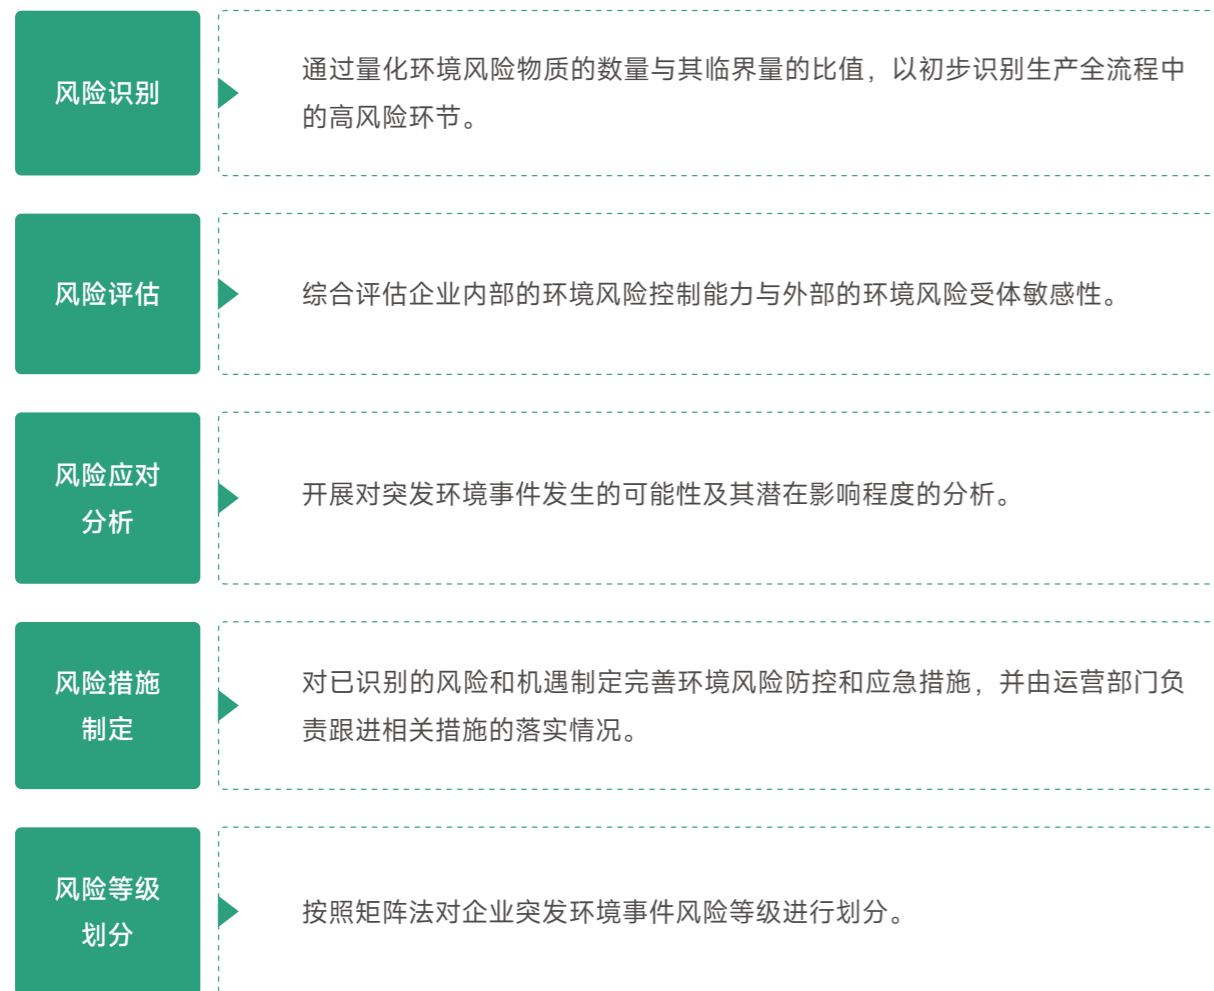 风险识别
通过量化环境风险物质的数量与其临界量的比值，以初步识别生产全流程中
的高风险环节。
风险评估
综合评估企业内部的环境风险控制能力与外部的环境风险受体敏感性。
风险应对
分析
开展对突发环境事件发生的可能性及其潜在影响程度的分析。
风险措施
制定
对已识别的风险和机遇制定完善环境风险防控和应急措施，并由运营部门负
责跟进相关措施的落实情况。
风险等级
划分
按照矩阵法对企业突发环境事件风险等级进行划分。